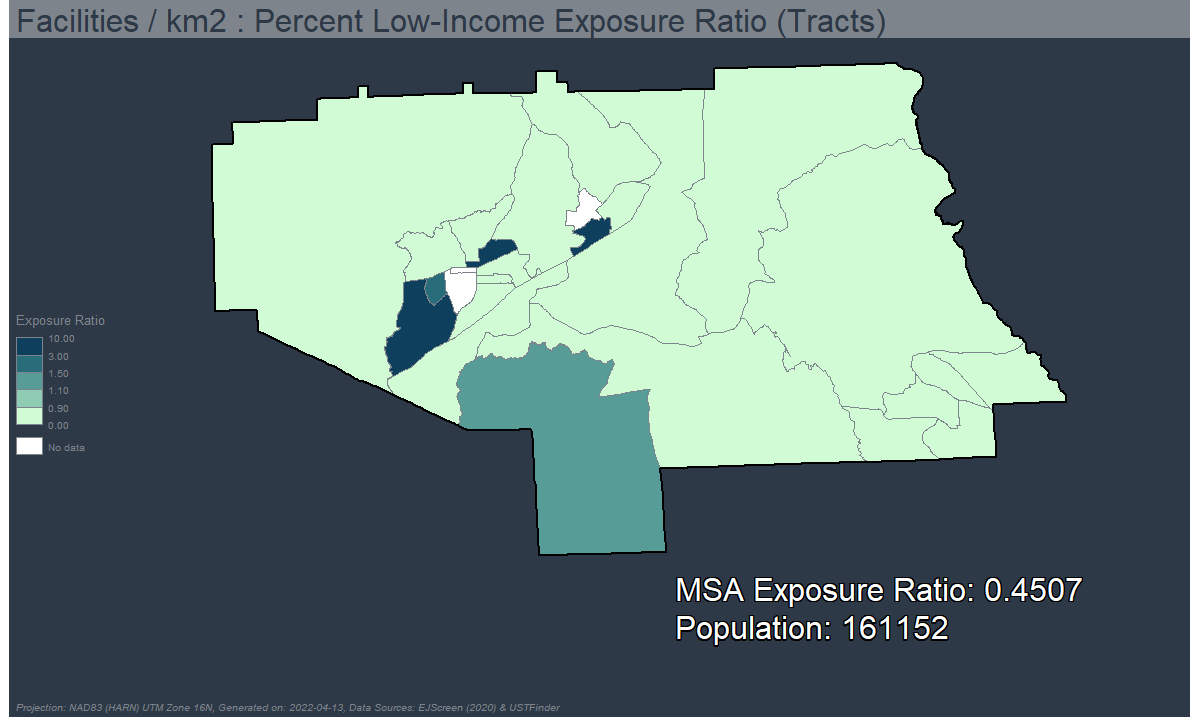 Facilities / km2 : Percent Low-Income Exposure Ratio (Tracts)
Exposure Ratio
10.00
3.00
1.50
1.10
0.90
0.00
No data
MSA Exposure Ratio: 0.4507
Population: 161152
Projection: NAD83 (HARN) UTM Zone 16N, Generated on: 2022-04-13, Data Sources: EJScreen (2020) & USTFinder